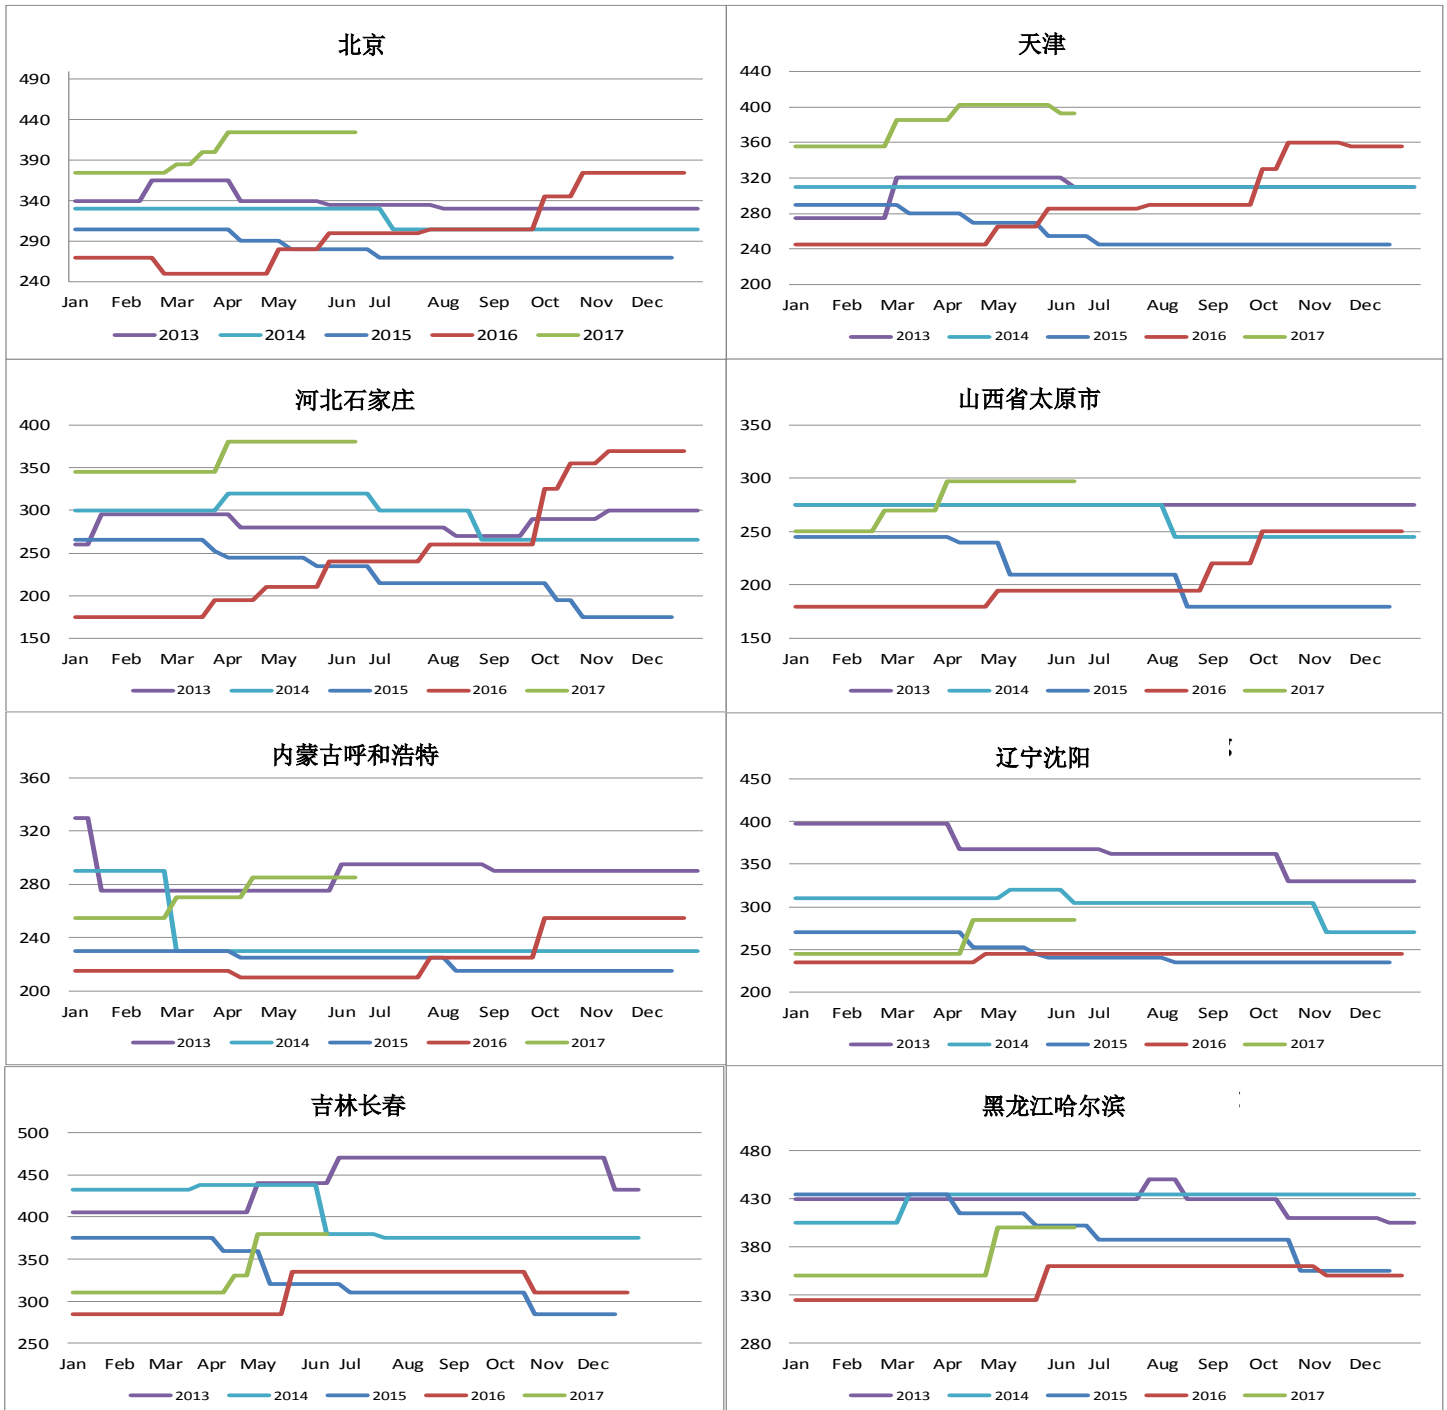 北京
490
440
390
340
290
240
Jan Feb Mar Apr May Jun Jul Aug Sep Oct Nov Dec
2013 2014 2015 2016 2017
天津
440
400
360
320
280
240
200
Jan Feb Mar Apr May Jun Jul Aug Sep Oct Nov Dec
2013 2014 2015 2016 2017
河北石家庄
400
350
300
250
200
150
Jan Feb Mar Apr May Jun Jul Aug Sep Oct Nov Dec
2013 2014 2015 2016 2017
山西省太原市
350
300
250
200
150
Jan Feb Mar Apr May Jun Jul Aug Sep Oct Nov Dec
2013 2014 2015 2016 2017
内蒙古呼和浩特
360
320
280
240
200
Jan Feb Mar Apr May Jun Jul Aug Sep Oct Nov Dec
2013 2014 2015 2016 2017
辽宁沈阳
450
400
350
300
250
200
Jan Feb Mar Apr May Jun Jul Aug Sep Oct Nov Dec
2013 2014 2015 2016 2017
吉林长春
500
450
400
350
300
250
Jan Feb Mar Apr May Jun Jul Aug Sep Oct Nov Dec
2013 2014 2015 2016 2017
黑龙江哈尔滨
480
430
380
330
280
Jan Feb Mar Apr May Jun Jul Aug Sep Oct Nov Dec
2013 2014 2015 2016 2017